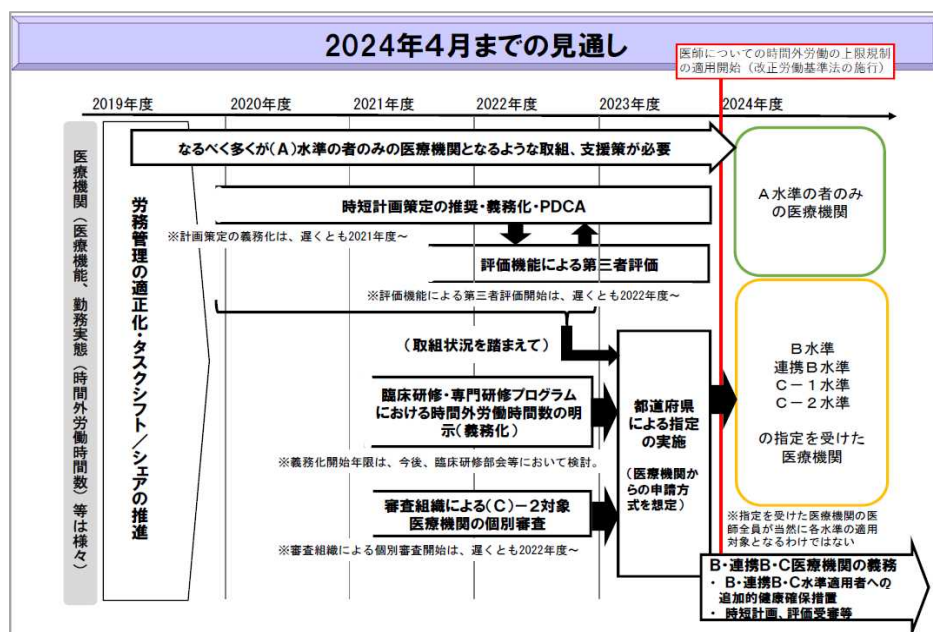 2024年4月までの見通し
医師についての時間外労働の上限規制
の適用開始（改正労働基準法の施行）
2019年度
2020年度
2021年度
2022年度
2023年度
2024年度
医療機関（医療機能、勤務実態（時間外労働時間数）等は様々）
労務管理の適正化・タスクシフト／シェアの推進
なるべく多くが（A）水準の者のみの医療機関となるような取組、支援策が必要
時短計画策定の推奨・義務化・PDCA
※計画策定の義務化は、遅くとも2021年度～
評価機能による第三者評価
※評価機能による第三者評価開始は、遅くとも2022年度～
（取組状況を踏まえて）
臨床研修・専門研修プログラム
における時間外労働時間数の明
示（義務化）
※義務化開始年限は、今後、臨床研修部会等において検討。
審査組織による（C）－2対象
医療機関の個別審査
※審査組織による個別審査開始は、遅くとも2022年度～
都道府県
による指定
の実施
（医療機関か
らの申請方
式を想定）
A水準の者のみ
の医療機関
B水準
連携B水準
C－1水準
C－2水準
の指定を受けた
医療機関
※指定を受けた医療機関の医
師全員が当然に各水準の適用
対象となるわけではない
B・連携B・C医療機関の義務
・ B・連携B・C水準適用者への
追加的健康確保措置
・ 時短計画、評価受審等